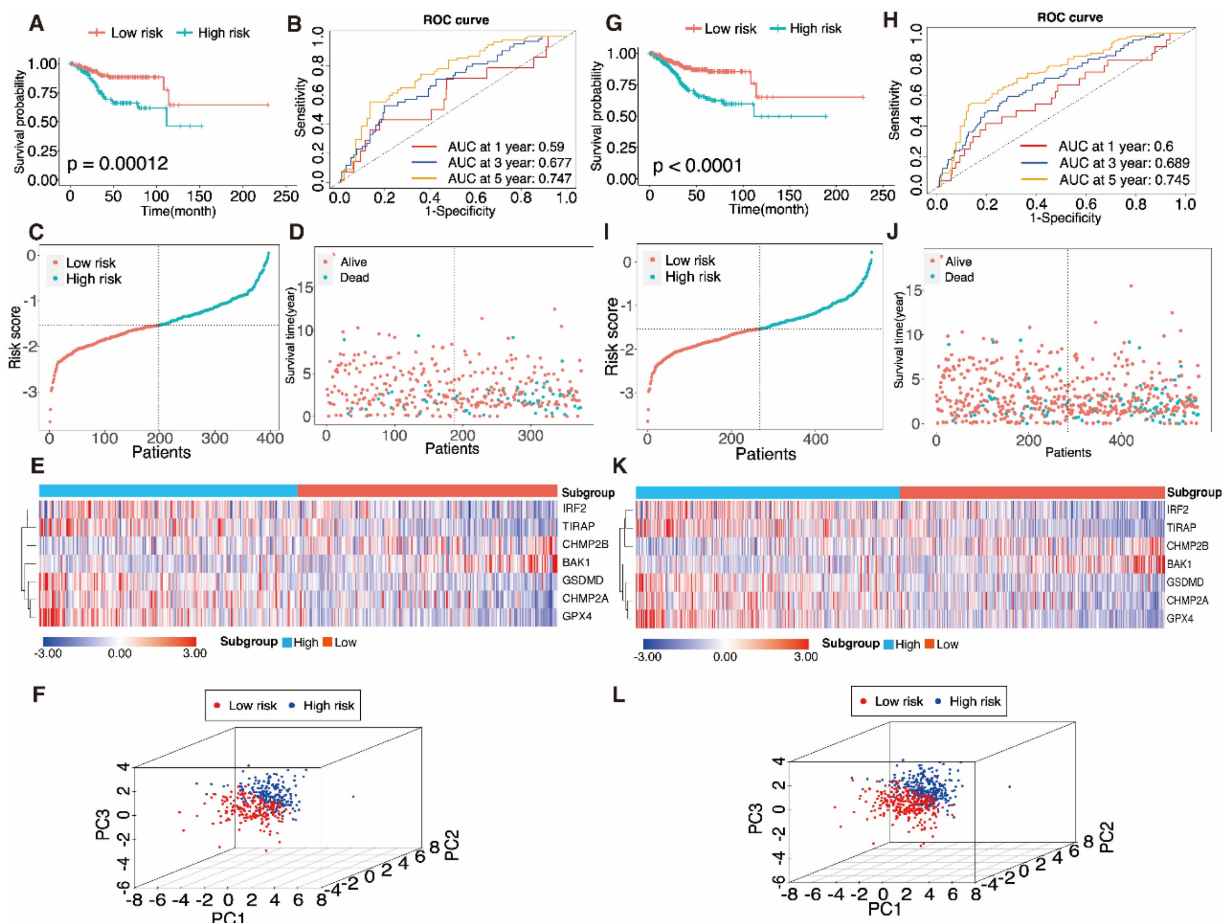 A
Low risk High risk
Survival probability
1.00
0.75
0.50
0.25
0.00
p = 0.00012
0 50 100 150 200 250
Time(month)
B
ROC curve
Sensitivity
1.0
0.8
0.6
0.4
0.2
0.0
AUC at 1 year: 0.59
AUC at 3 year: 0.677
AUC at 5 year: 0.747
0.0 0.2 0.4 0.6 0.8 1.0
1-Specificity
G
Low risk High risk
Survival probability
1.00
0.75
0.50
0.25
0.00
p < 0.0001
0 50 100 150 200 250
Time(month)
H
ROC curve
Sensitivity
1.0
0.8
0.6
0.4
0.2
0.0
AUC at 1 year: 0.6
AUC at 3 year: 0.689
AUC at 5 year: 0.745
0.0 0.2 0.4 0.6 0.8 1.0
1-Specificity
C
Low risk
High risk
Risk score
0
-1
-2
-3
0 100 200 300 400
Patients
D
Alive
Dead
Survival time(year)
15
10
5
0
0 100 200 300
Patients
I
Low risk
High risk
Risk score
0
-1
-2
-3
0 200 400
Patients
J
Alive
Dead
Survival time(year)
15
10
5
0
0 200 400
Patients
E
Subgroup
IRF2
TIRAP
CHMP2B
BAK1
GSDMD
CHMP2A
GPX4
-3.00 0.00 3.00
Subgroup High Low
K
Subgroup
IRF2
TIRAP
CHMP2B
BAK1
GSDMD
CHMP2A
GPX4
-3.00 0.00 3.00
Subgroup High Low
F
Low risk High risk
PC3
4
2
0
-2
-4
-6
-8 -6 -4 -2 0 2 4 6 8
PC1
-4 -2 0 2 4 6 8
PC2
L
Low risk High risk
PC3
4
2
0
-2
-4
-6
-8 -6 -4 -2 0 2 4 6 8
PC1
-4 -2 0 2 4 6 8
PC2